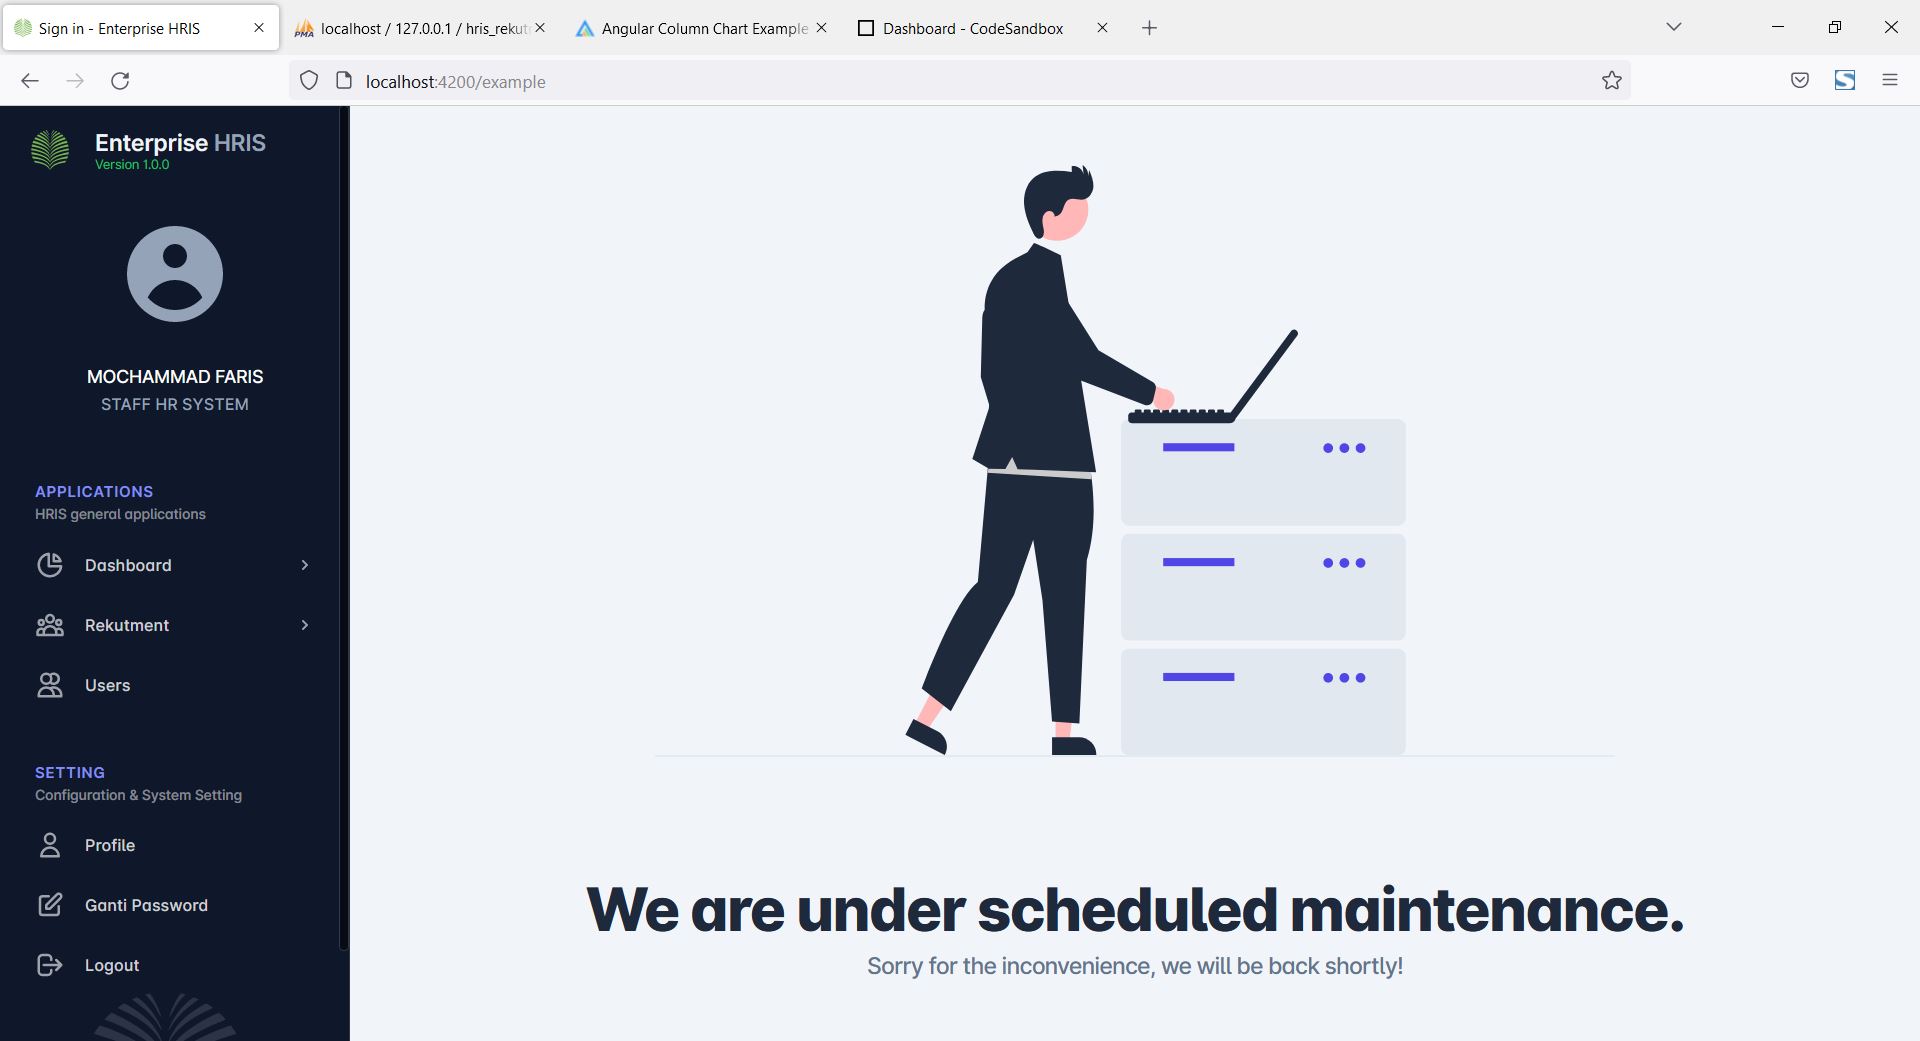 Sign in - Enterprise HRIS
localhost / 127.0.0.1 / hris_rekut
Angular Column Chart Example
Dashboard - CodeSandbox
localhost:4200/example
Enterprise HRIS
Version 1.0.0
MOCHAMMAD FARIS
STAFF HR SYSTEM
APPLICATIONS
HRIS general applications
Dashboard
Rekutment
Users
SETTING
Configuration & System Setting
Profile
Ganti Password
Logout
We are under scheduled maintenance.
Sorry for the inconvenience, we will be back shortly!